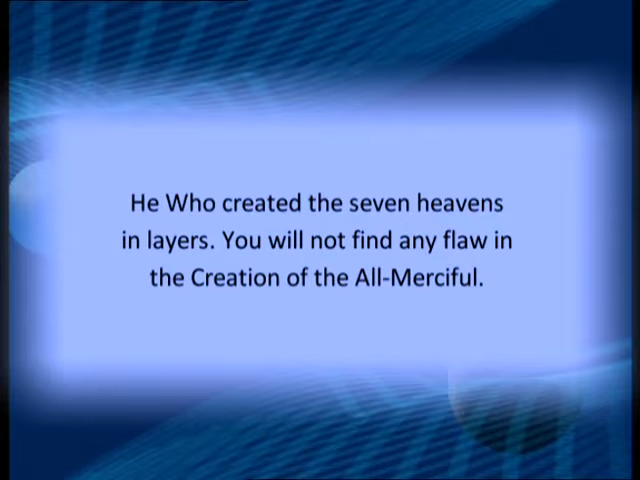 He Who created the seven heavens
in layers. You will not find any flaw in
the Creation of the All-Merciful.